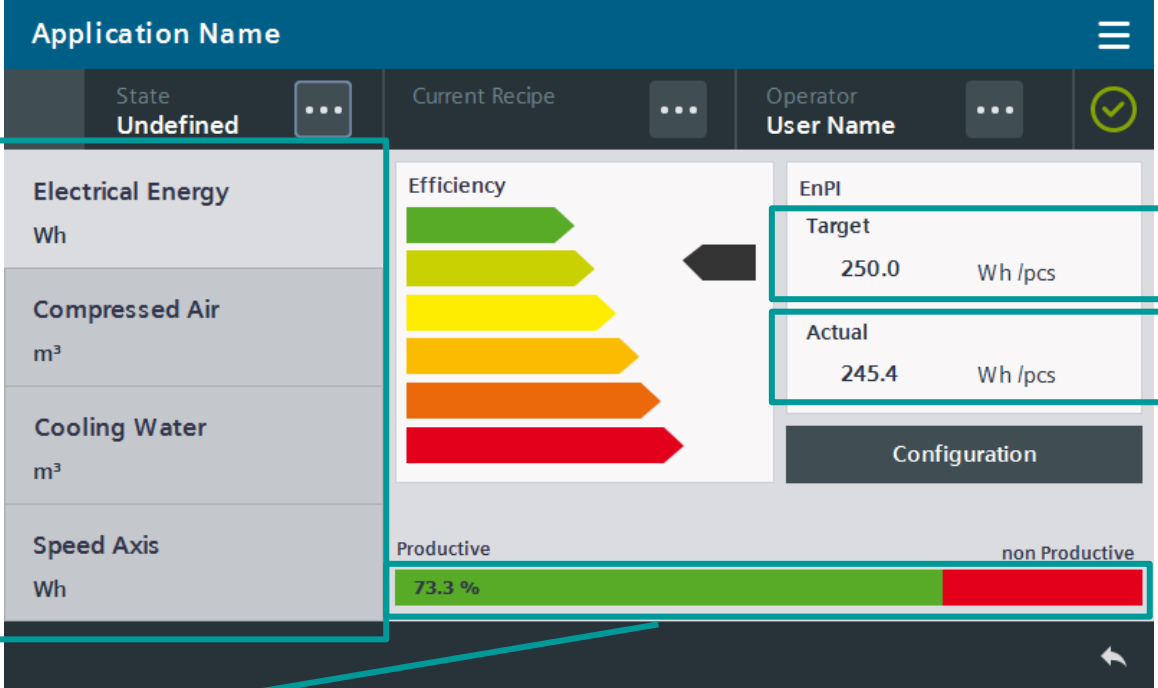 Application Name
State
Undefined
...
Current Recipe
...
Operator
User Name
...
Electrical Energy
Wh
Compressed Air
m³
Cooling Water
m³
Speed Axis
Wh
Efficiency
EnPI
Target
250.0 Wh /pcs
Actual
245.4 Wh /pcs
Configuration
Productive non Productive
73.3 %